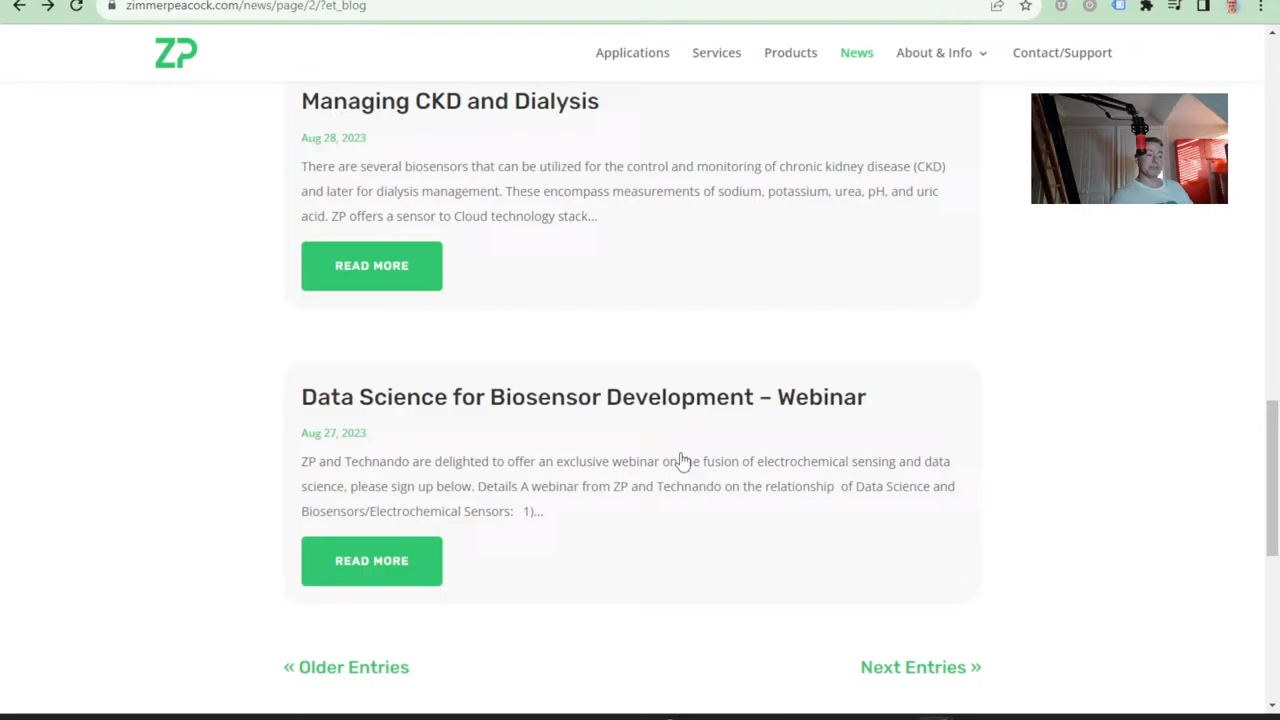 zimmerpeacock.com/news/page/2/?et_blog
ZP
Applications
Services
Products
News
About & Info
Contact/Support
Managing CKD and Dialysis
Aug 28, 2023
There are several biosensors that can be utilized for the control and monitoring of chronic kidney disease (CKD)
and later for dialysis management. These encompass measurements of sodium, potassium, urea, pH, and uric
acid. ZP offers a sensor to Cloud technology stack...
READ MORE
Data Science for Biosensor Development – Webinar
Aug 27, 2023
ZP and Technando are delighted to offer an exclusive webinar on the fusion of electrochemical sensing and data
science, please sign up below. Details A webinar from ZP and Technando on the relationship of Data Science and
Biosensors/Electrochemical Sensors: 1)...
READ MORE
« Older Entries
Next Entries »